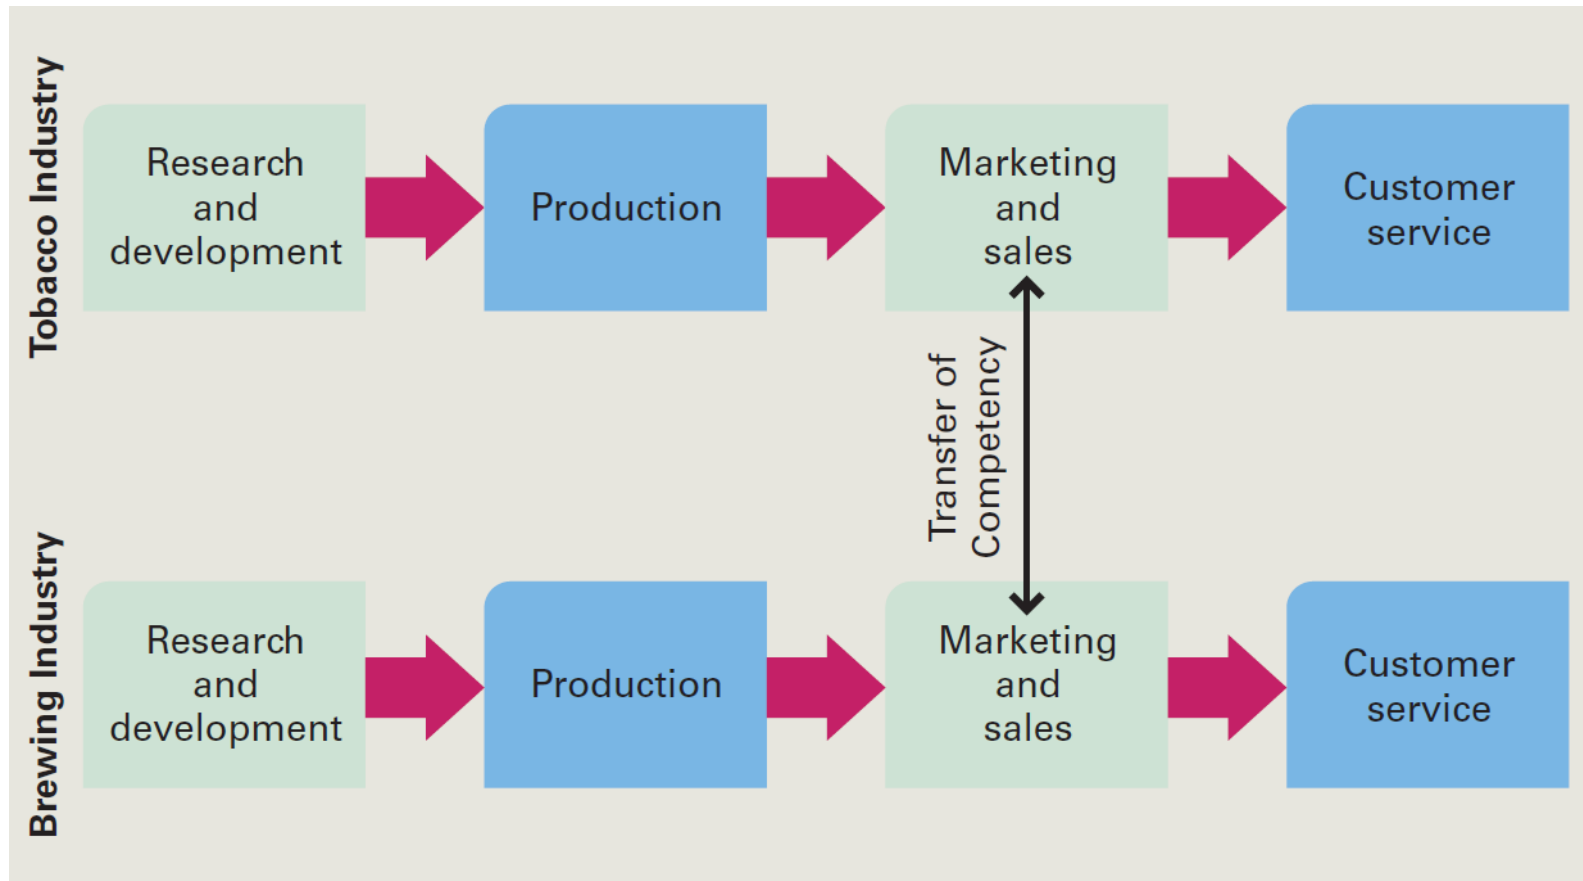 Tobacco Industry
Research
and
development
Production
Marketing
and
sales
Customer
service
Transfer of
Competency
Brewing Industry
Research
and
development
Production
Marketing
and
sales
Customer
service